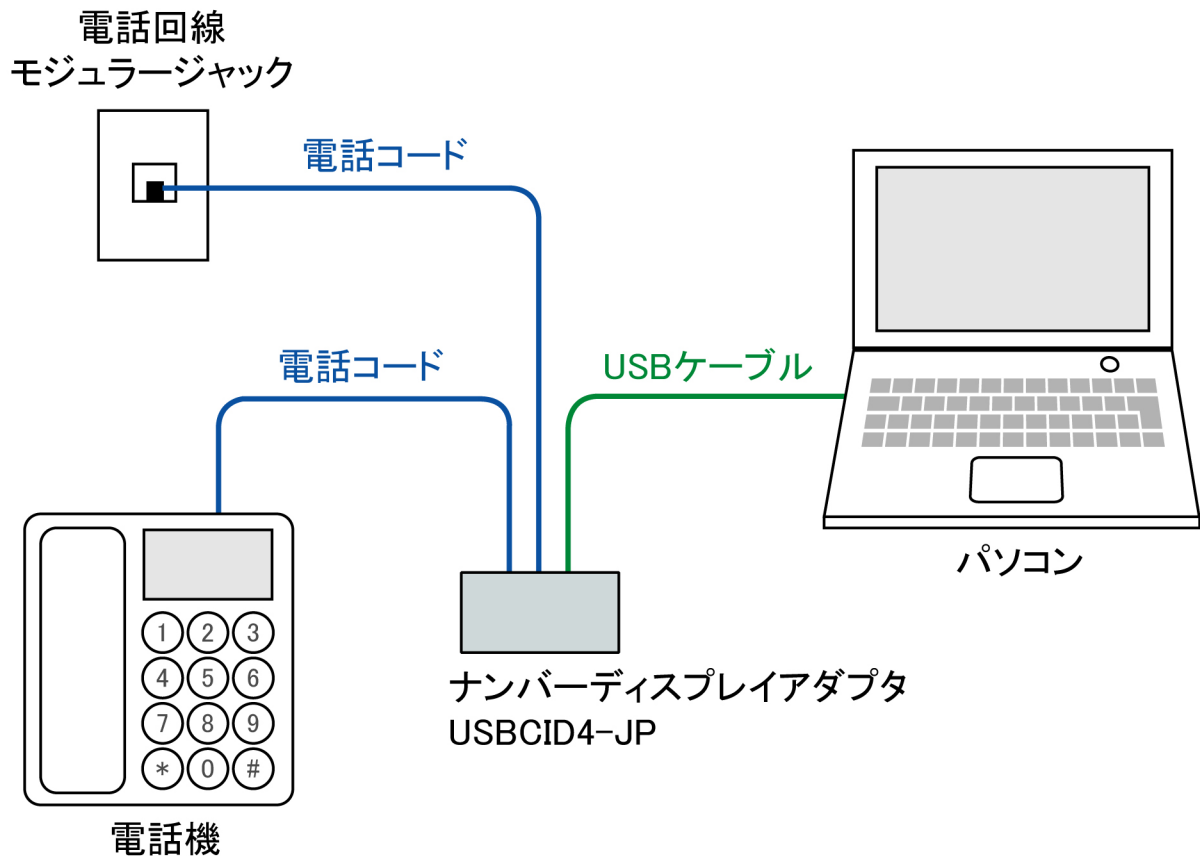 電話回線
モジュラージャック
電話コード
電話コード
USBケーブル
パソコン
1 2 3
4 5 6
7 8 9
* 0 #
電話機
ナンバーディスプレイアダプタ
USBCID4-JP